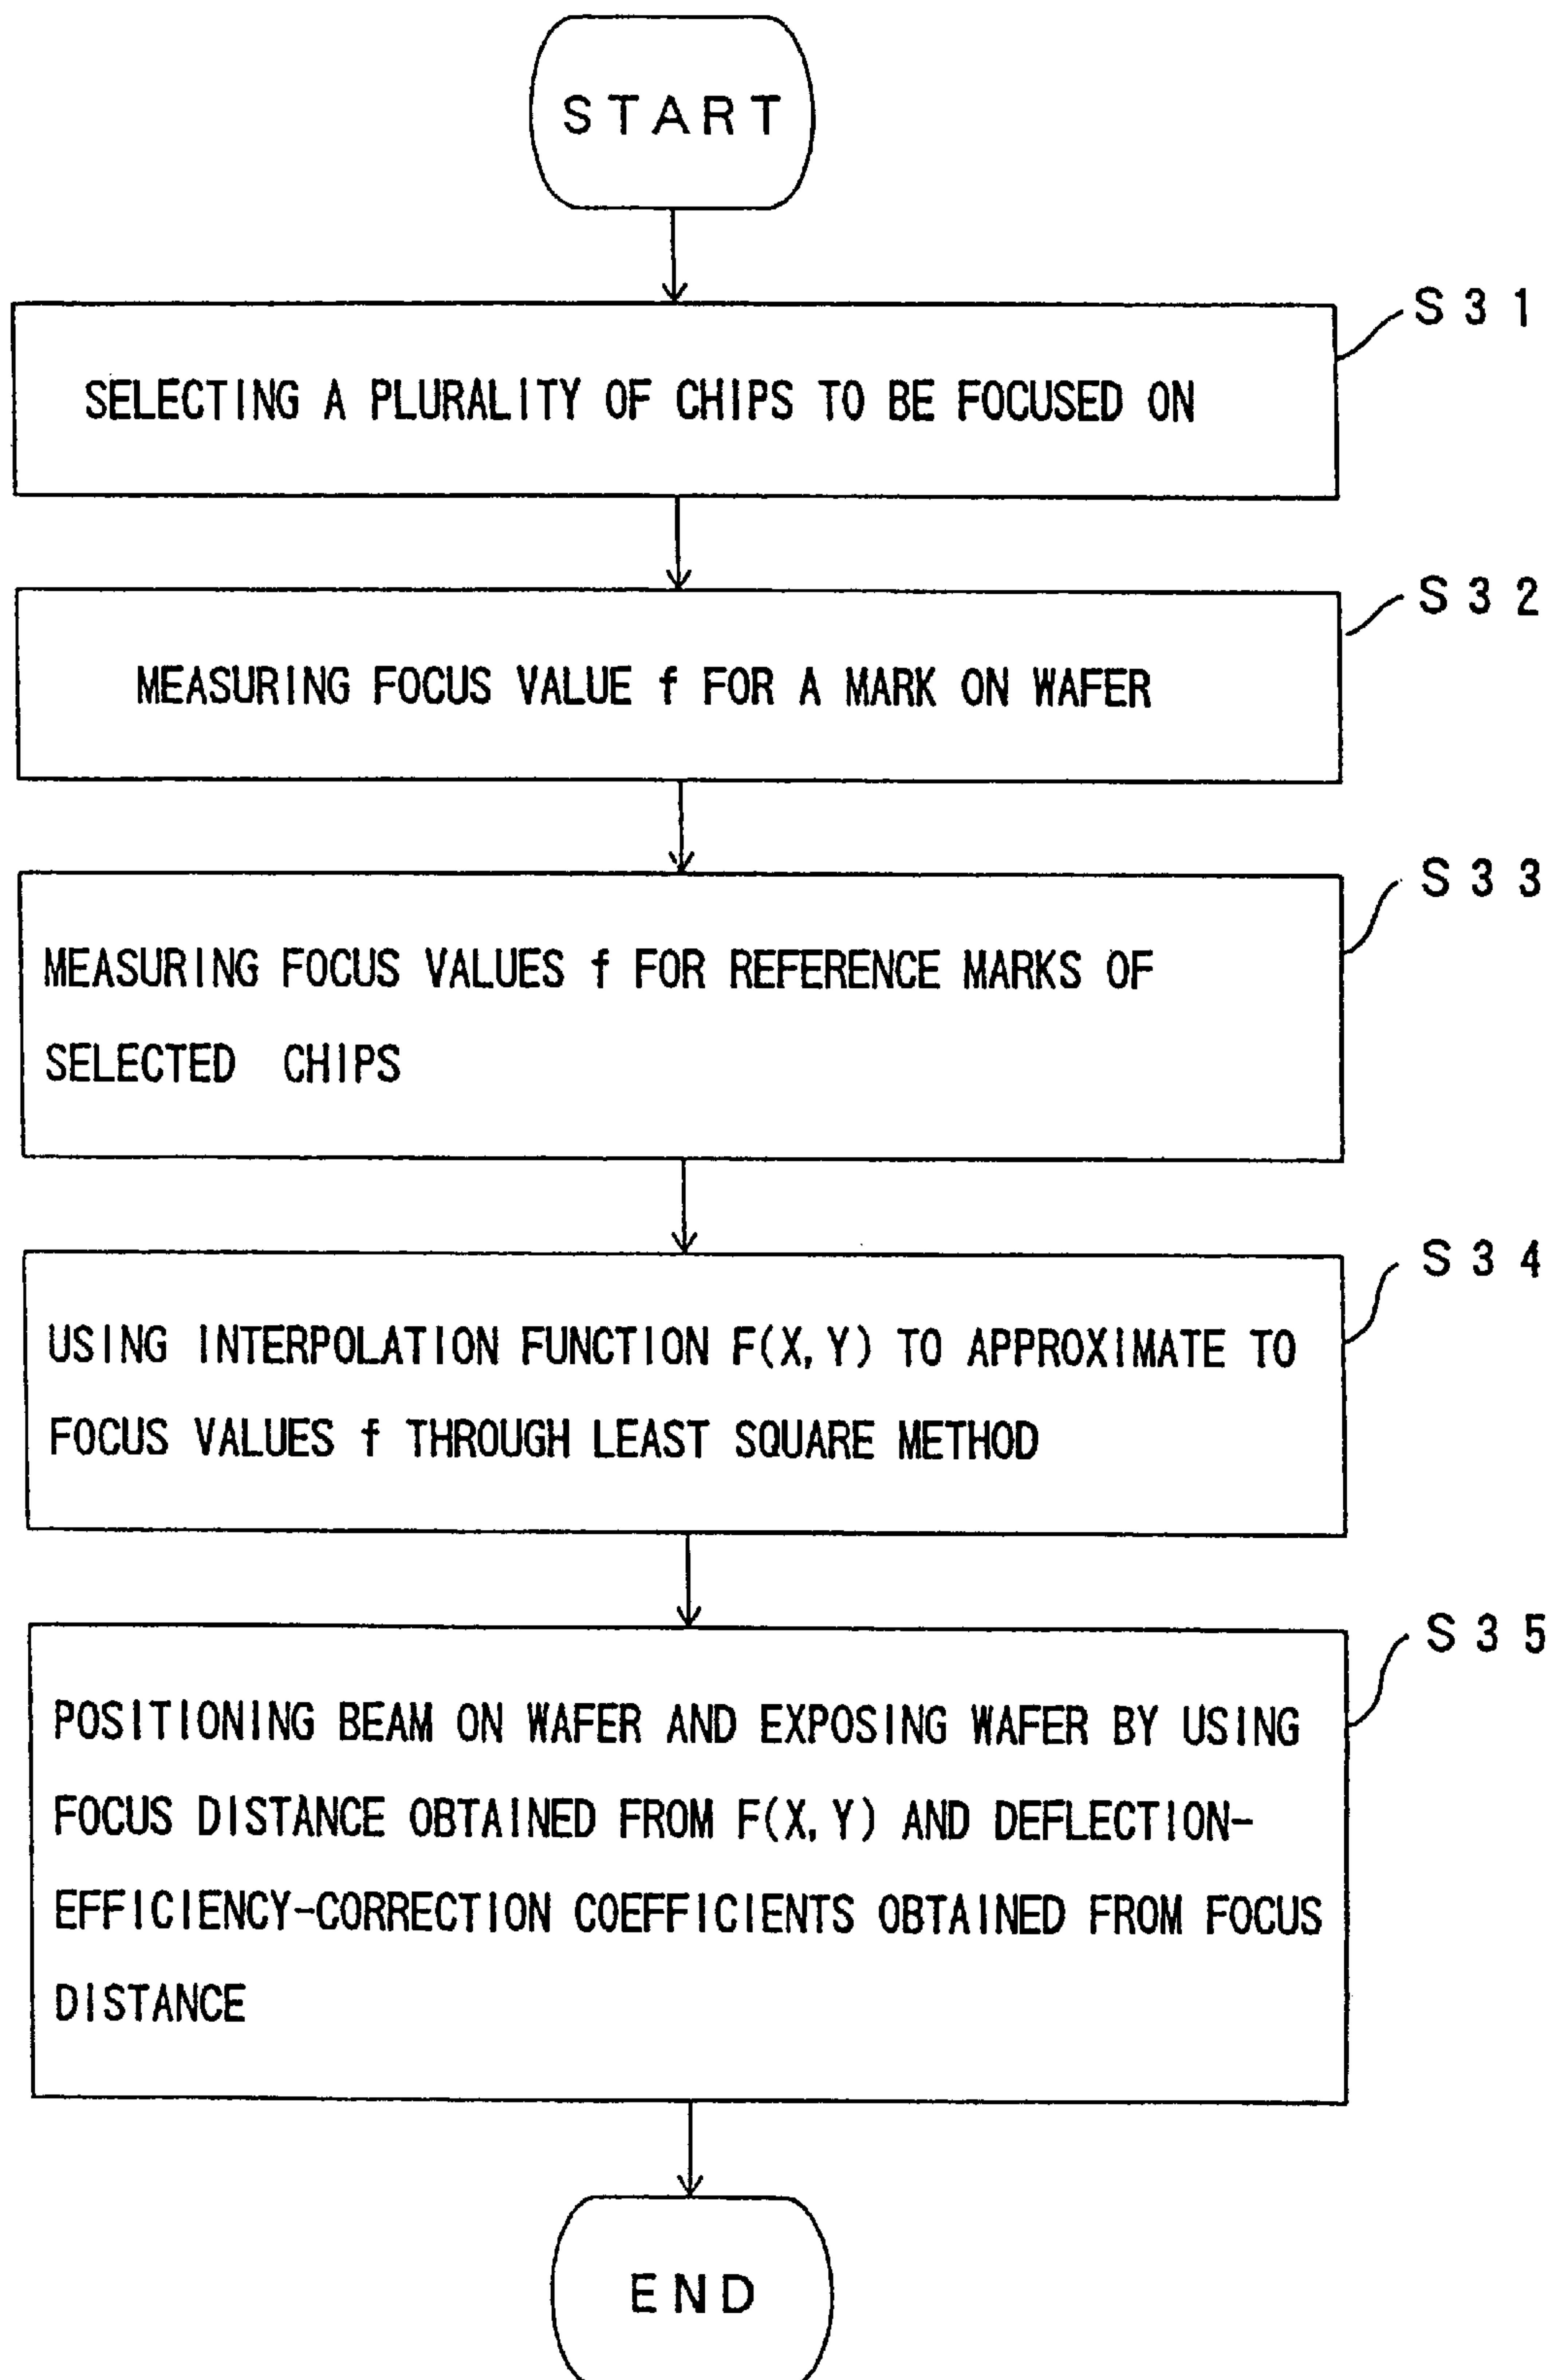 START
S31
SELECTING A PLURALITY OF CHIPS TO BE FOCUSED ON
S32
MEASURING FOCUS VALUE f FOR A MARK ON WAFER
S33
MEASURING FOCUS VALUES f FOR REFERENCE MARKS OF
SELECTED CHIPS
S34
USING INTERPOLATION FUNCTION F(X,Y) TO APPROXIMATE TO
FOCUS VALUES f THROUGH LEAST SQUARE METHOD
S35
POSITIONING BEAM ON WAFER AND EXPOSING WAFER BY USING
FOCUS DISTANCE OBTAINED FROM F(X,Y) AND DEFLECTION-
EFFICIENCY-CORRECTION COEFFICIENTS OBTAINED FROM FOCUS
DISTANCE
END